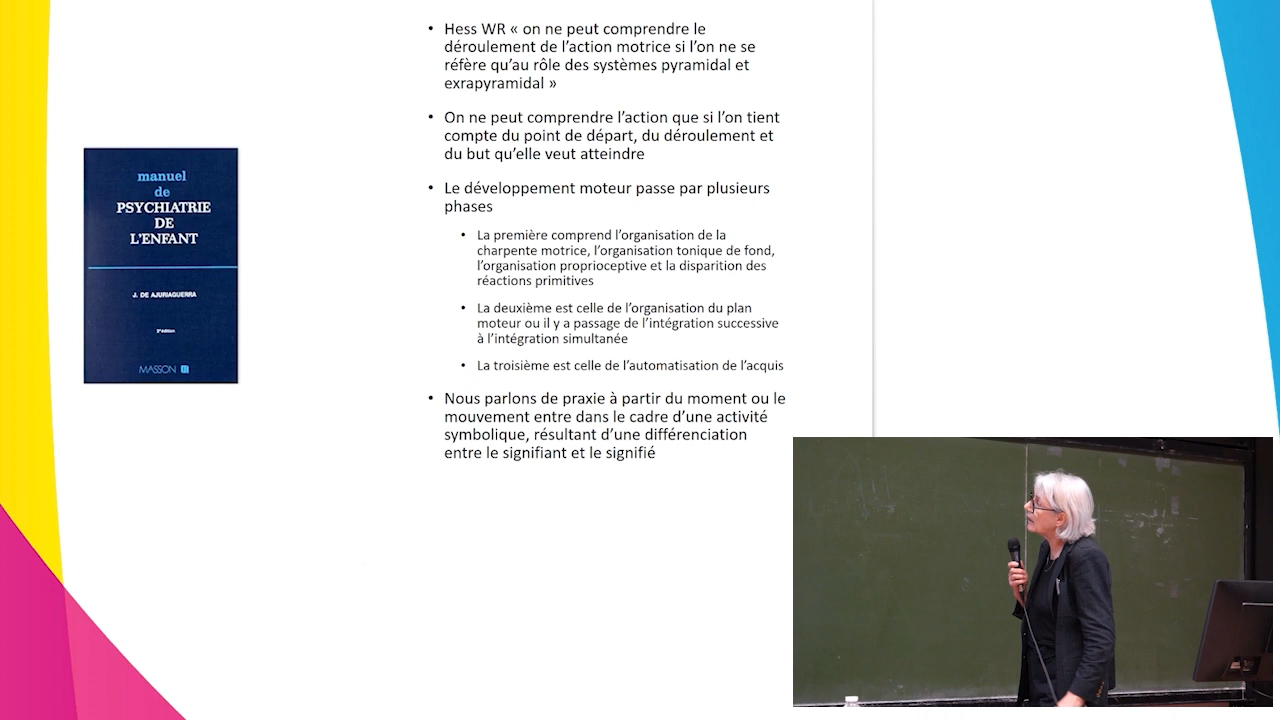 • Hess WR « on ne peut comprendre le
déroulement de l’action motrice si l’on ne se
réfère qu’au rôle des systèmes pyramidal et
exrapyramidal »
• On ne peut comprendre l’action que si l’on tient
compte du point de départ, du déroulement et
du but qu’elle veut atteindre
• Le développement moteur passe par plusieurs
phases
• La première comprend l’organisation de la
charpente motrice, l’organisation tonique de fond,
l’organisation proprioceptive et la disparition des
réactions primitives
• La deuxième est celle de l’organisation du plan
moteur ou il y a passage de l’intégration successive
à l’intégration simultanée
• La troisième est celle de l’automatisation de l’acquis
• Nous parlons de praxie à partir du moment ou le
mouvement entre dans le cadre d’une activité
symbolique, résultant d’une différenciation
entre le signifiant et le signifié
manuel
de
PSYCHIATRIE
DE
L’ENFANT
J. DE AJURIAGUERRA
2e édition
MASSON